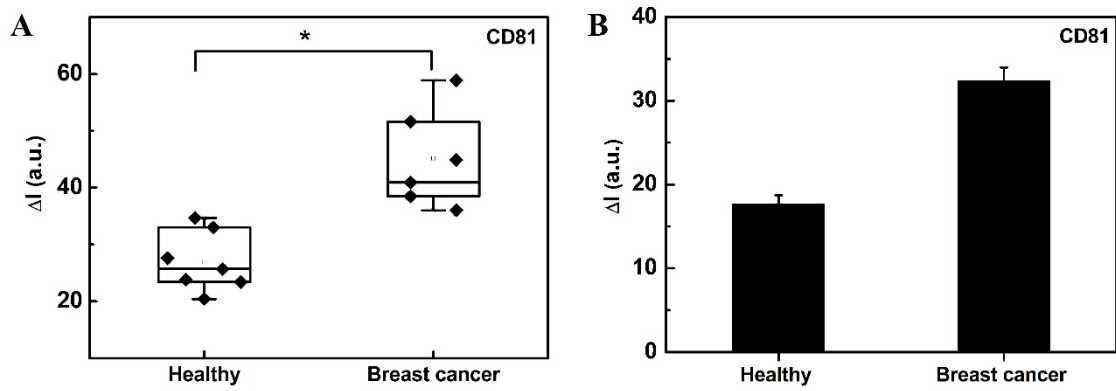 A
*
CD81
60
40
20
ΔI (a.u.)
Healthy
Breast cancer
B
CD81
40
30
20
10
0
ΔI (a.u.)
Healthy
Breast cancer